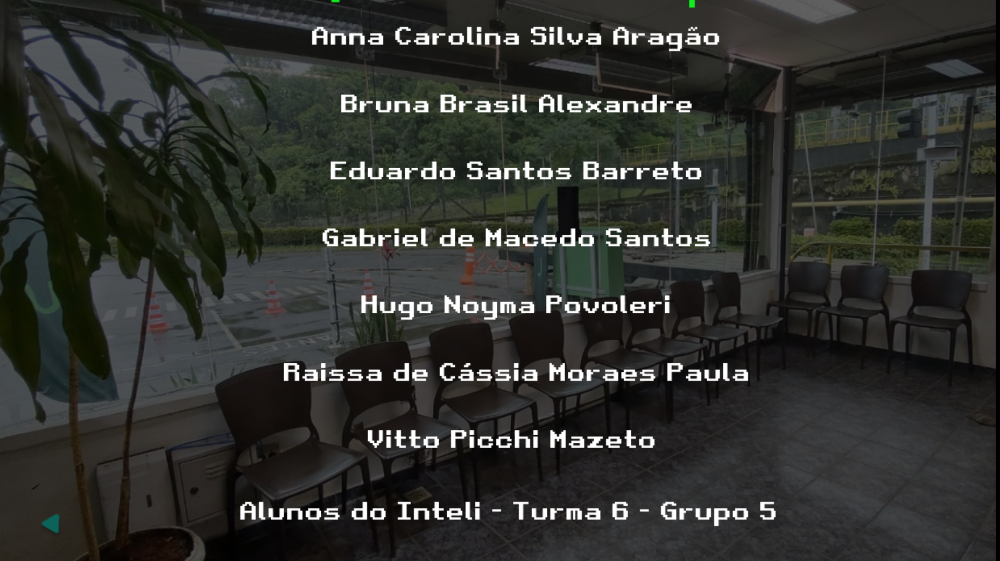 Anna Carolina Silva Aragão
Bruna Brasil Alexandre
Eduardo Santos Barreto
Gabriel de Macedo Santos
Hugo Noyma Povoleri
Raissa de Cássia Moraes Paula
Vitto Picchi Mazeto
Alunos do Inteli - Turma 6 - Grupo 5